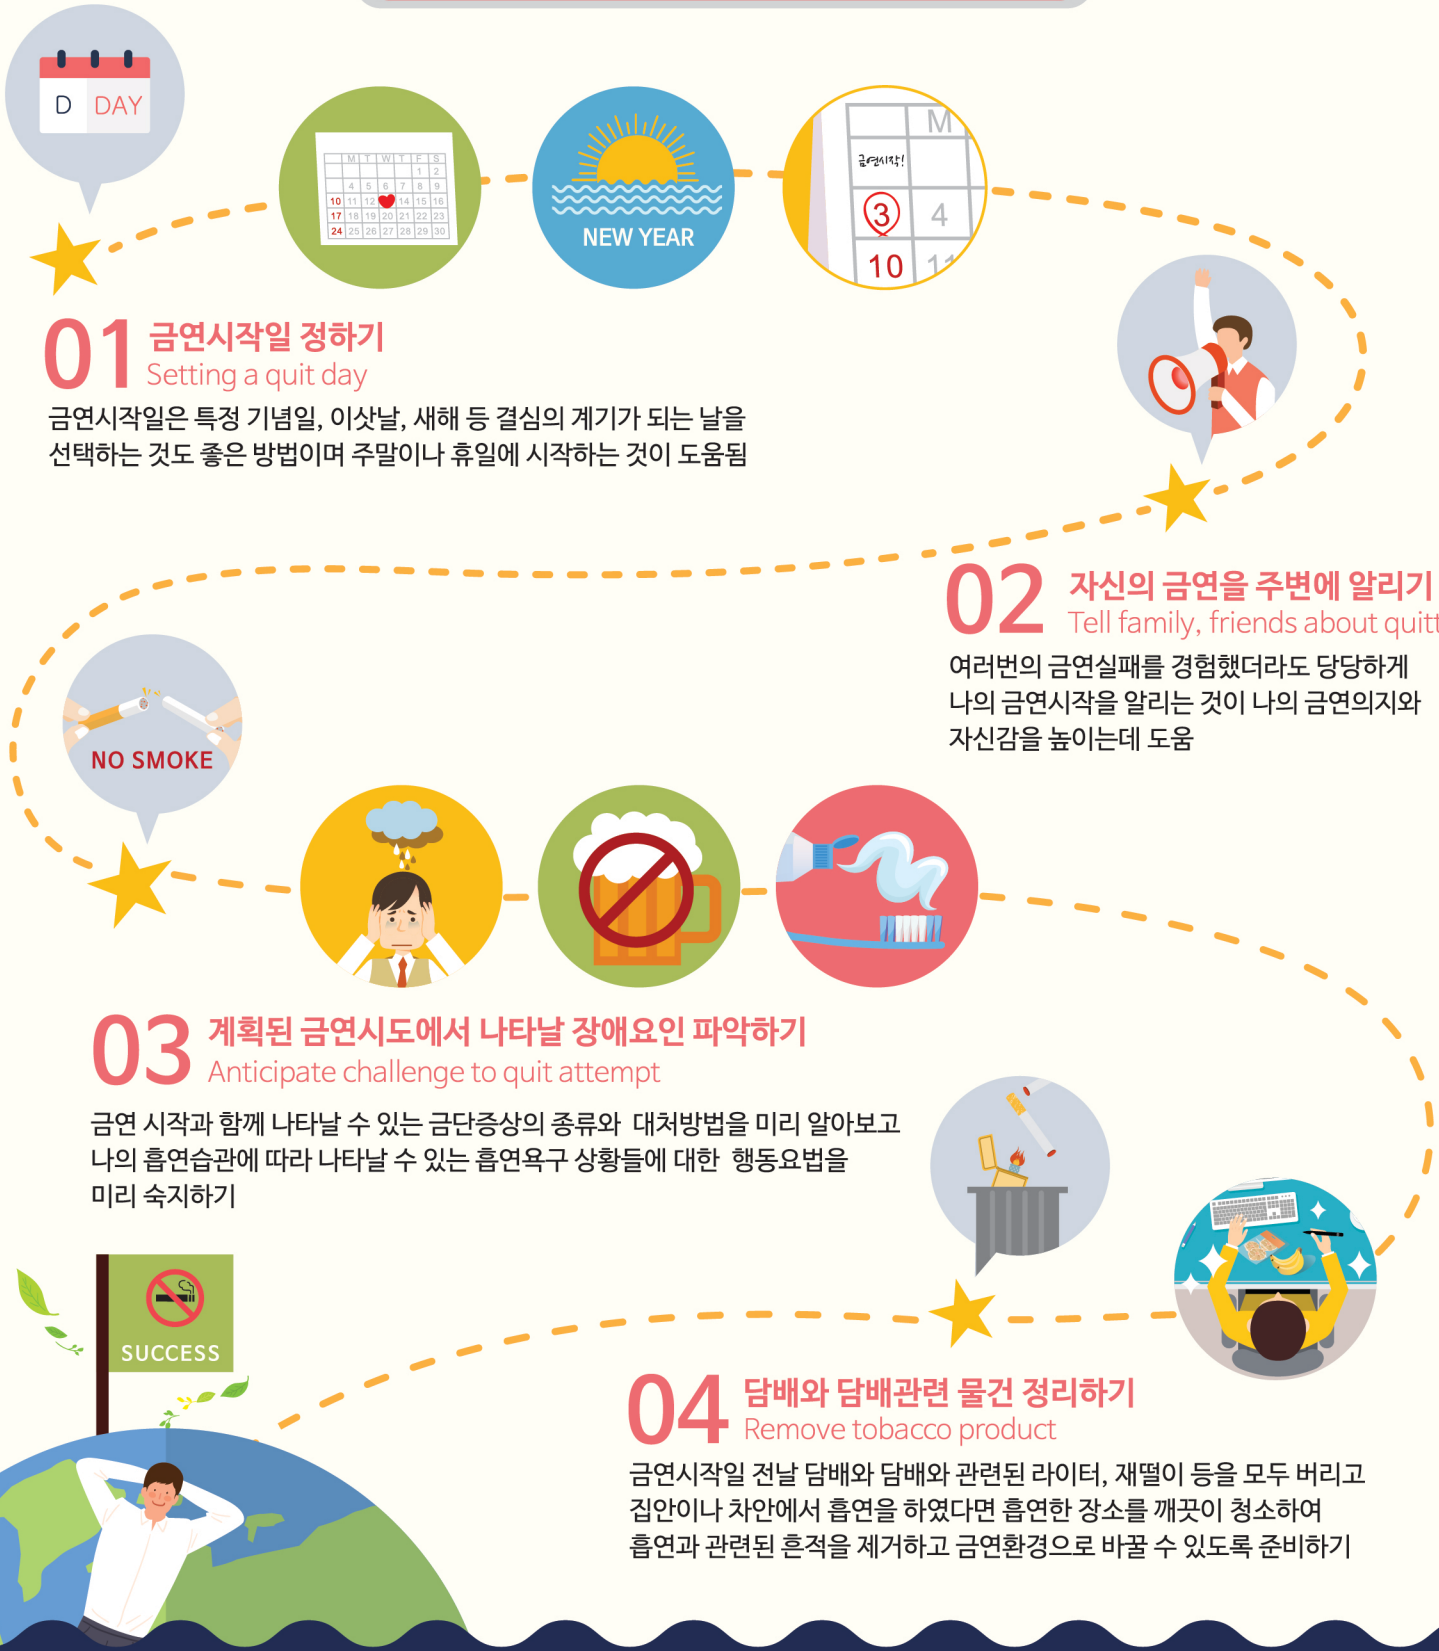 D DAY
M T W T F S
1 2
4 5 6 7 8 9
10 11 12 14 15 16
17 18 19 20 21 22 23
24 25 26 27 28 29 30
NEW YEAR
M
금연시작!
3 4
10 11
01 금연시작일 정하기
Setting a quit day
금연시작일은 특정 기념일, 이삿날, 새해 등 결심의 계기가 되는 날을
선택하는 것도 좋은 방법이며 주말이나 휴일에 시작하는 것이 도움됨
02 자신의 금연을 주변에 알리기
Tell family, friends about quitt
여러번의 금연실패를 경험했더라도 당당하게
나의 금연시작을 알리는 것이 나의 금연의지와
자신감을 높이는데 도움
NO SMOKE
03 계획된 금연시도에서 나타날 장애요인 파악하기
Anticipate challenge to quit attempt
금연 시작과 함께 나타날 수 있는 금단증상의 종류와 대처방법을 미리 알아보고
나의 흡연습관에 따라 나타날 수 있는 흡연욕구 상황들에 대한 행동요법을
미리 숙지하기
SUCCESS
04 담배와 담배관련 물건 정리하기
Remove tobacco product
금연시작일 전날 담배와 담배와 관련된 라이터, 재떨이 등을 모두 버리고
집안이나 차안에서 흡연을 하였다면 흡연한 장소를 깨끗이 청소하여
흡연과 관련된 흔적을 제거하고 금연환경으로 바꿀 수 있도록 준비하기